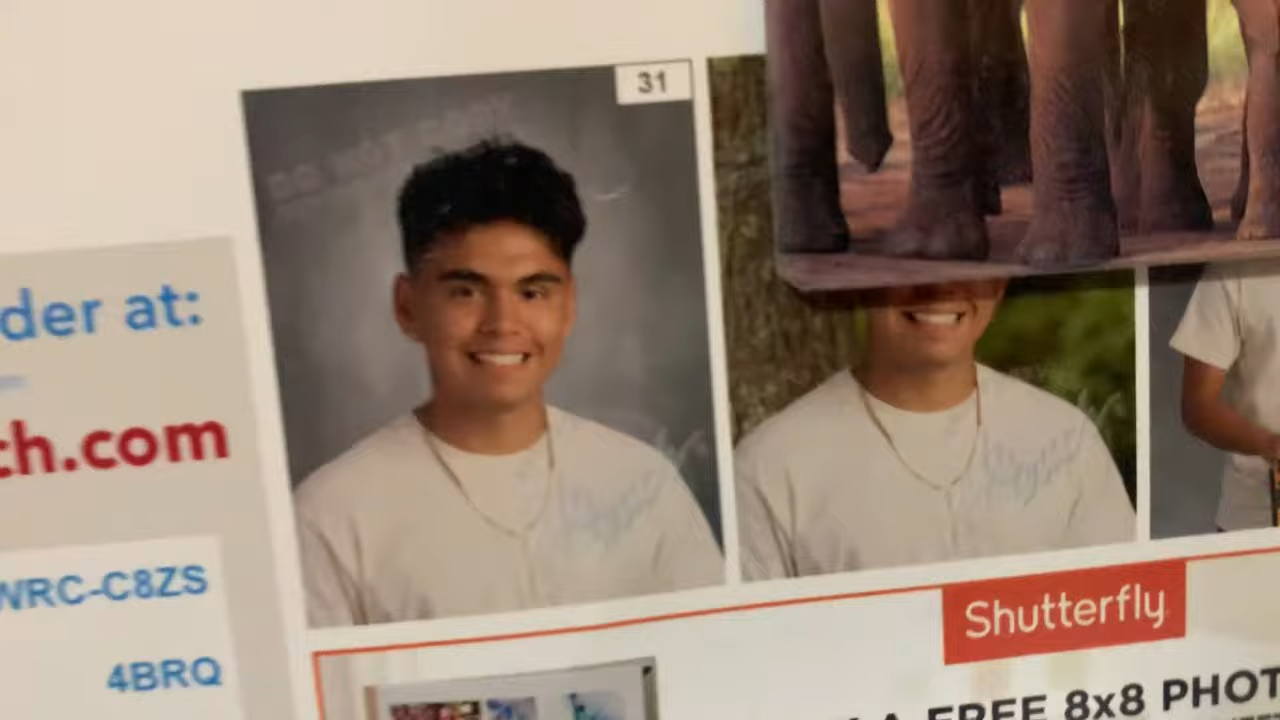 31
der at:
ch.com
WRC-C8ZS
4BRQ
Shutterfly
A FREE 8x8 PHOT